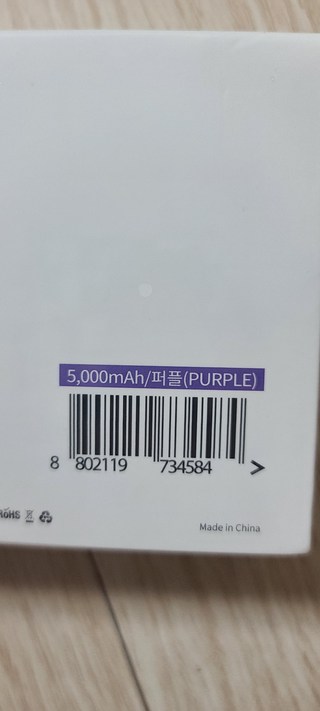 5,000mAh/퍼플(PURPLE)
8 802119 734584 >
RoHS
Made in China